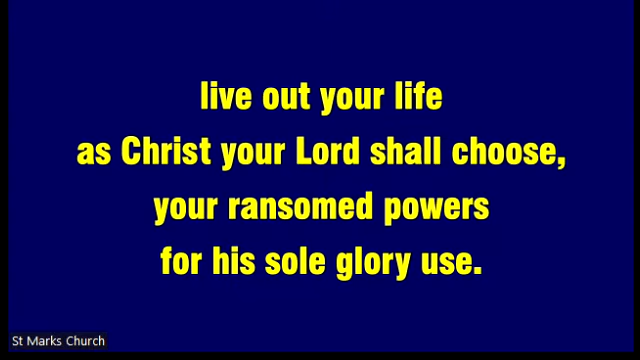 live out your life
as Christ your Lord shall choose,
your ransomed powers
for his sole glory use.
St Marks Church